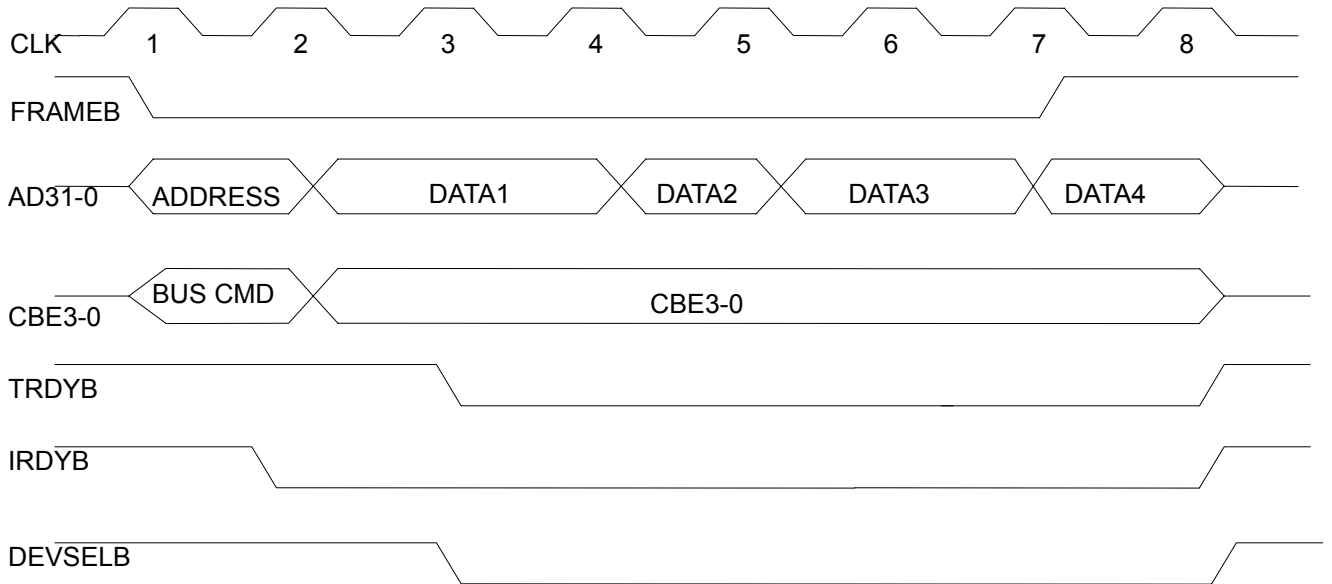 CLK 1 2 3 4 5 6 7 8
FRAMEB
AD31-0 ADDRESS DATA1 DATA2 DATA3 DATA4
BUS CMD
CBE3-0 CBE3-0
TRDYB
IRDYB
DEVSELB